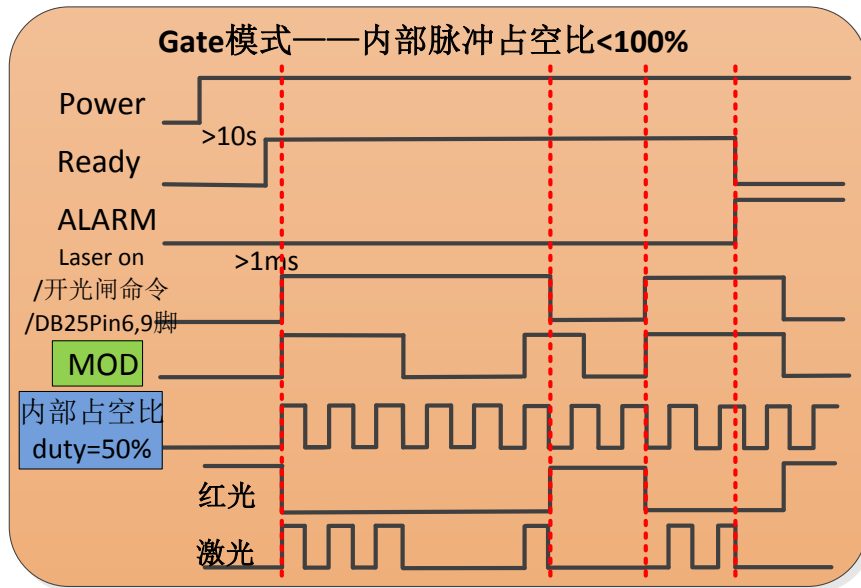 Gate模式——内部脉冲占空比<100%
Power
>10s
Ready
ALARM
Laser on
>1ms
/开光闸命令
/DB25Pin6,9脚
MOD
内部占空比
duty=50%
红光
激光